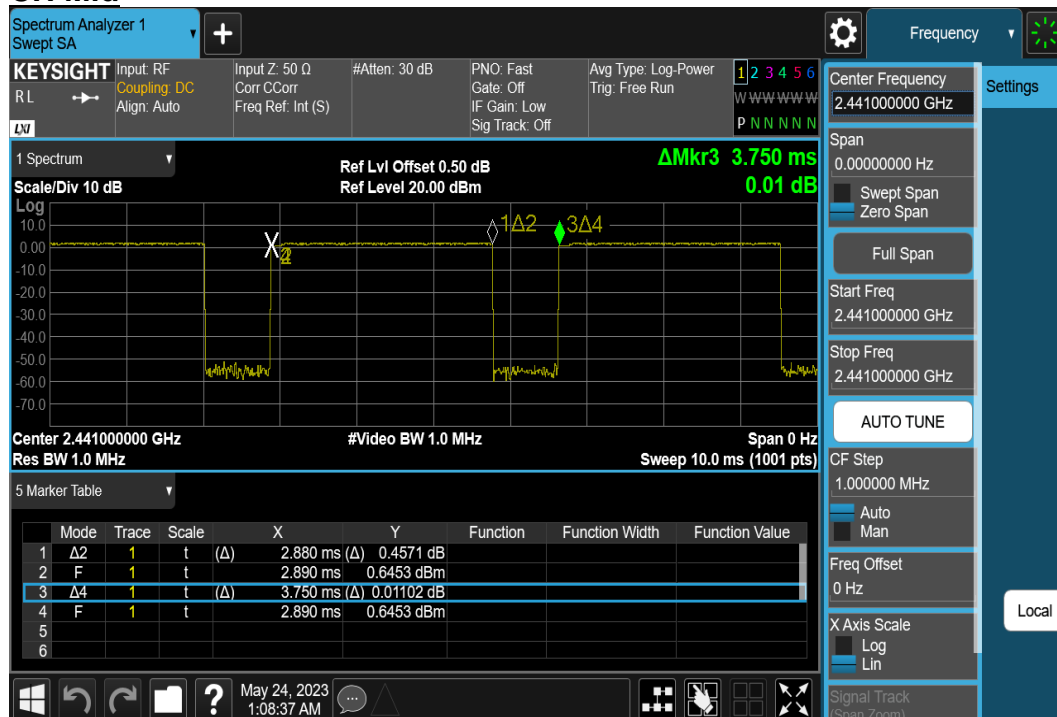 Spectrum Analyzer 1
Swept SA
+
Frequency
KEYSIGHT
RL
LXI
Input: RF
Coupling: DC
Align: Auto
Input Z: 50 Ω
Corr CCorr
Freq Ref: Int (S)
#Atten: 30 dB
PNO: Fast
Gate: Off
IF Gain: Low
Sig Track: Off
Avg Type: Log-Power
Trig: Free Run
1 2 3 4 5 6
W W W W W W
P N N N N N
1 Spectrum
Scale/Div 10 dB
Ref Lvl Offset 0.50 dB
Ref Level 20.00 dBm
ΔMkr3 3.750 ms
0.01 dB
Log
10.0
0.00
-10.0
-20.0
-30.0
-40.0
-50.0
-60.0
-70.0
1Δ2
3Δ4
Center 2.441000000 GHz
Res BW 1.0 MHz
#Video BW 1.0 MHz
Span 0 Hz
Sweep 10.0 ms (1001 pts)
5 Marker Table
Mode Trace Scale X Y Function Function Width Function Value
1 Δ2 1 t (Δ) 2.880 ms (Δ) 0.4571 dB
2 F 1 t 2.890 ms 0.6453 dBm
3 Δ4 1 t (Δ) 3.750 ms (Δ) 0.01102 dB
4 F 1 t 2.890 ms 0.6453 dBm
5
6
?
May 24, 2023
1:08:37 AM
Center Frequency
2.441000000 GHz
Span
0.00000000 Hz
Swept Span
Zero Span
Full Span
Start Freq
2.441000000 GHz
Stop Freq
2.441000000 GHz
AUTO TUNE
CF Step
1.000000 MHz
Auto
Man
Freq Offset
0 Hz
X Axis Scale
Log
Lin
Signal Track
(Span Zoom)
Settings
Local